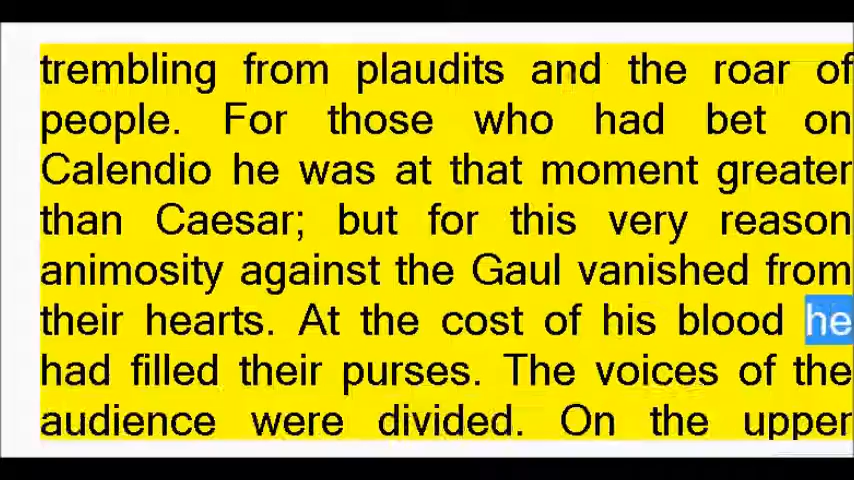 trembling from plaudits and the roar of
people. For those who had bet on
Calendio he was at that moment greater
than Caesar; but for this very reason
animosity against the Gaul vanished from
their hearts. At the cost of his blood he
had filled their purses. The voices of the
audience were divided. On the upper